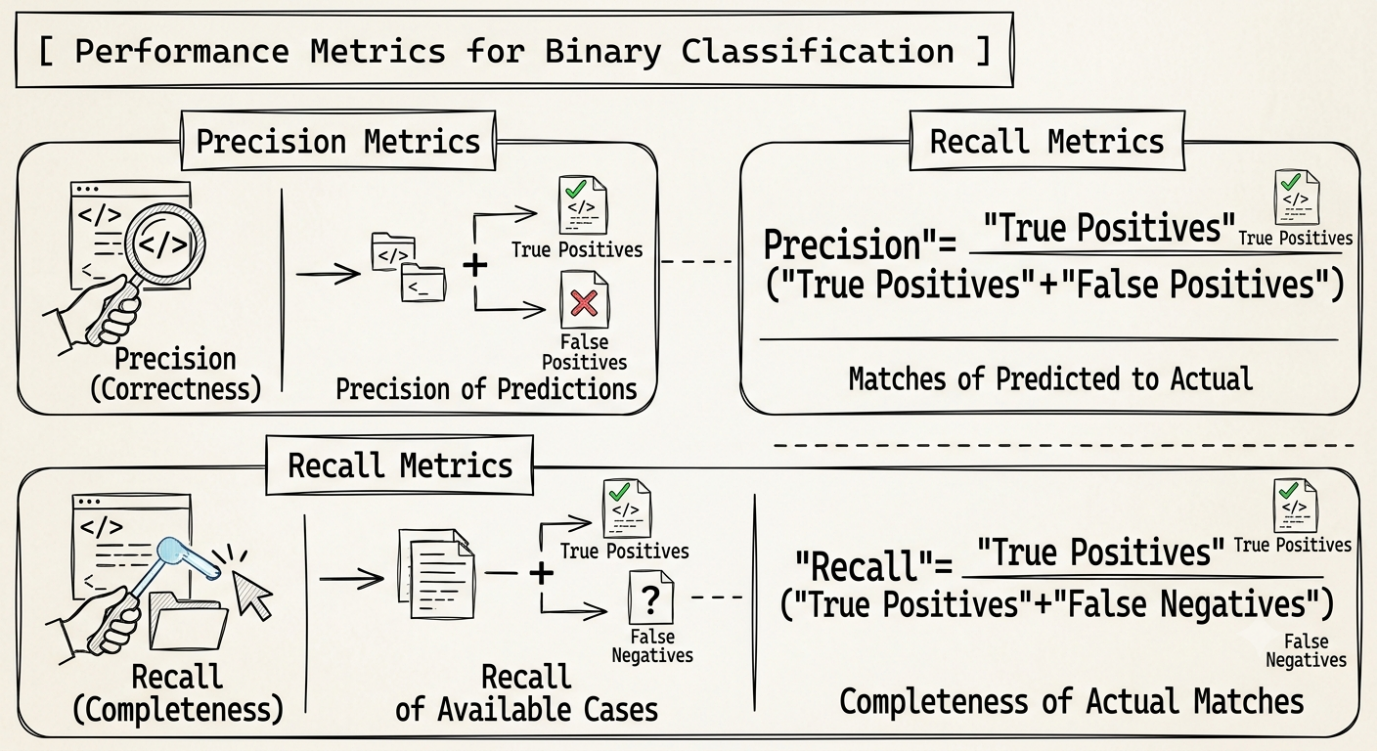 [ Performance Metrics for Binary Classification ]
Precision Metrics
</>
</>
<_
Precision
(Correctness)
</>
<_
+
</>
True Positives
False
Positives
Precision of Predictions
Recall Metrics
</>
True Positives
Precision"= "True Positives"
("True Positives"+"False Positives")
Matches of Predicted to Actual
Recall Metrics
</>
<_
Recall
(Completeness)
+
</>
True Positives
?
False
Negatives
Recall
of Available Cases
</>
True Positives
"Recall"= "True Positives"
("True Positives"+"False Negatives")
False
Negatives
Completeness of Actual Matches